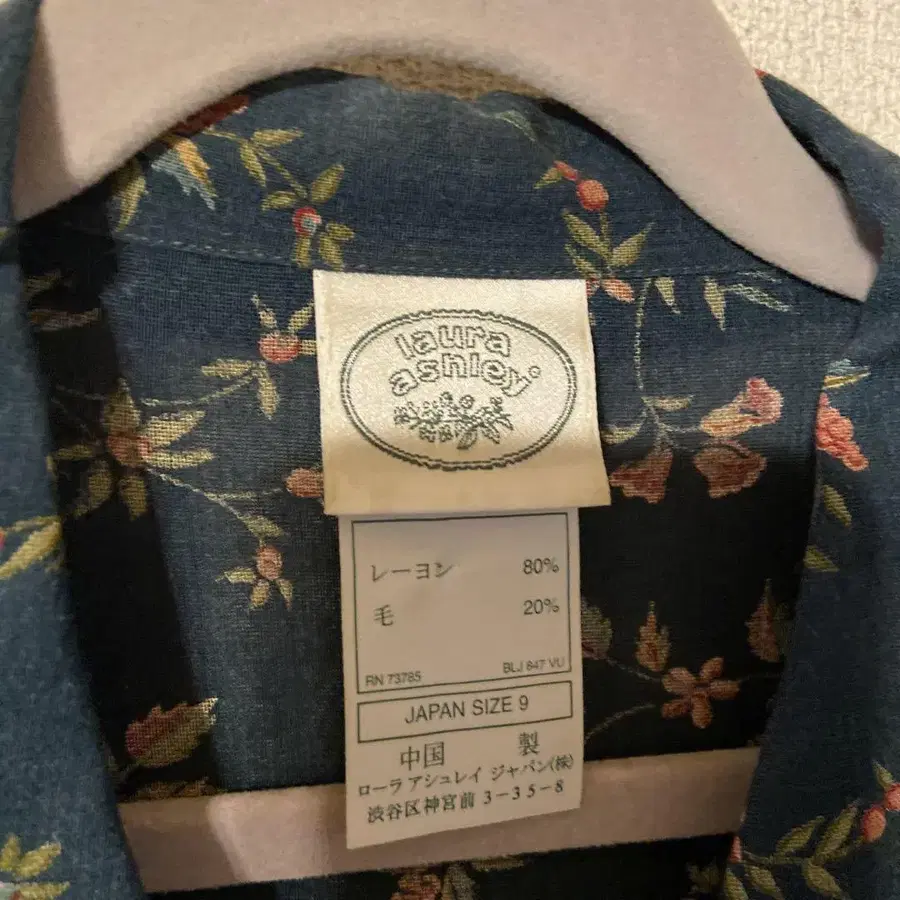 laura
ashley®
レーヨン 80%
毛 20%
RN 73785 BLJ 847 VU
JAPAN SIZE 9
中国 製
ローラ アシュレイ ジャパン(株)
渋谷区神宮前 3-35-8